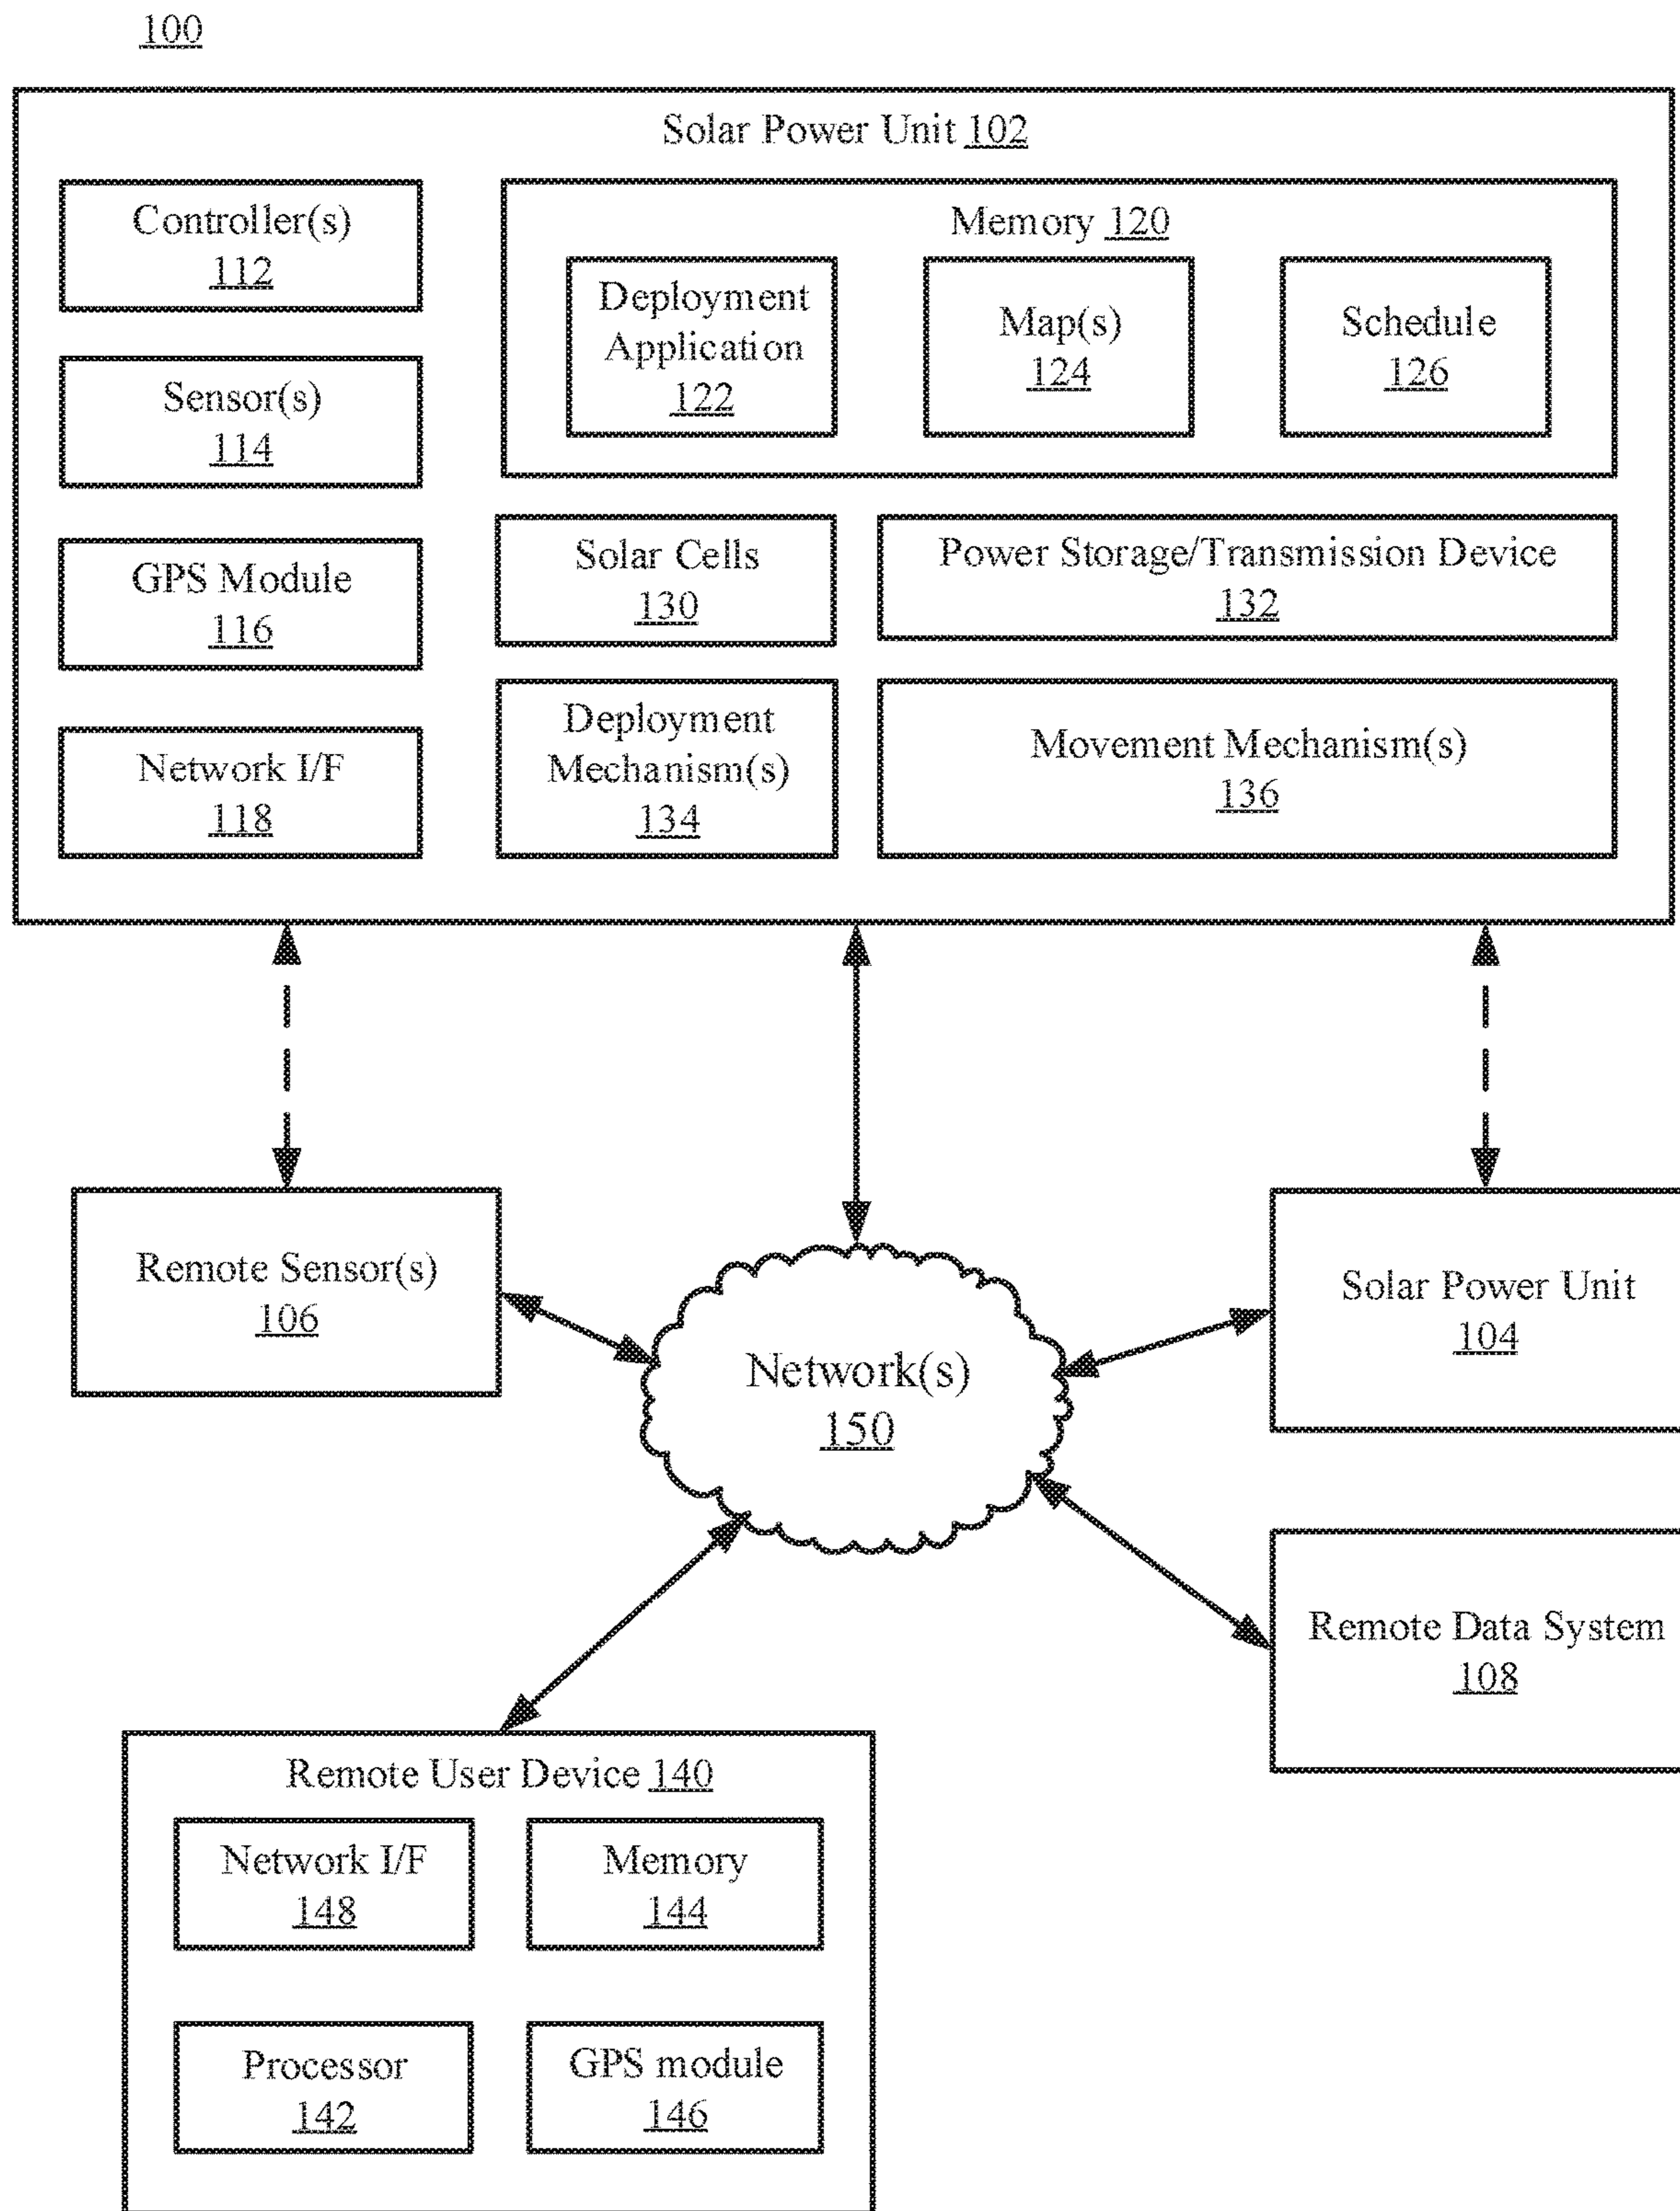 100
Solar Power Unit 102
Controller(s)
112
Sensor(s)
114
GPS Module
116
Network I/F
118
Memory 120
Deployment
Application
122
Map(s)
124
Schedule
126
Solar Cells
130
Power Storage/Transmission Device
132
Deployment
Mechanism(s)
134
Movement Mechanism(s)
136
Remote Sensor(s)
106
Network(s)
150
Solar Power Unit
104
Remote Data System
108
Remote User Device 140
Network I/F
148
Memory
144
Processor
142
GPS module
146